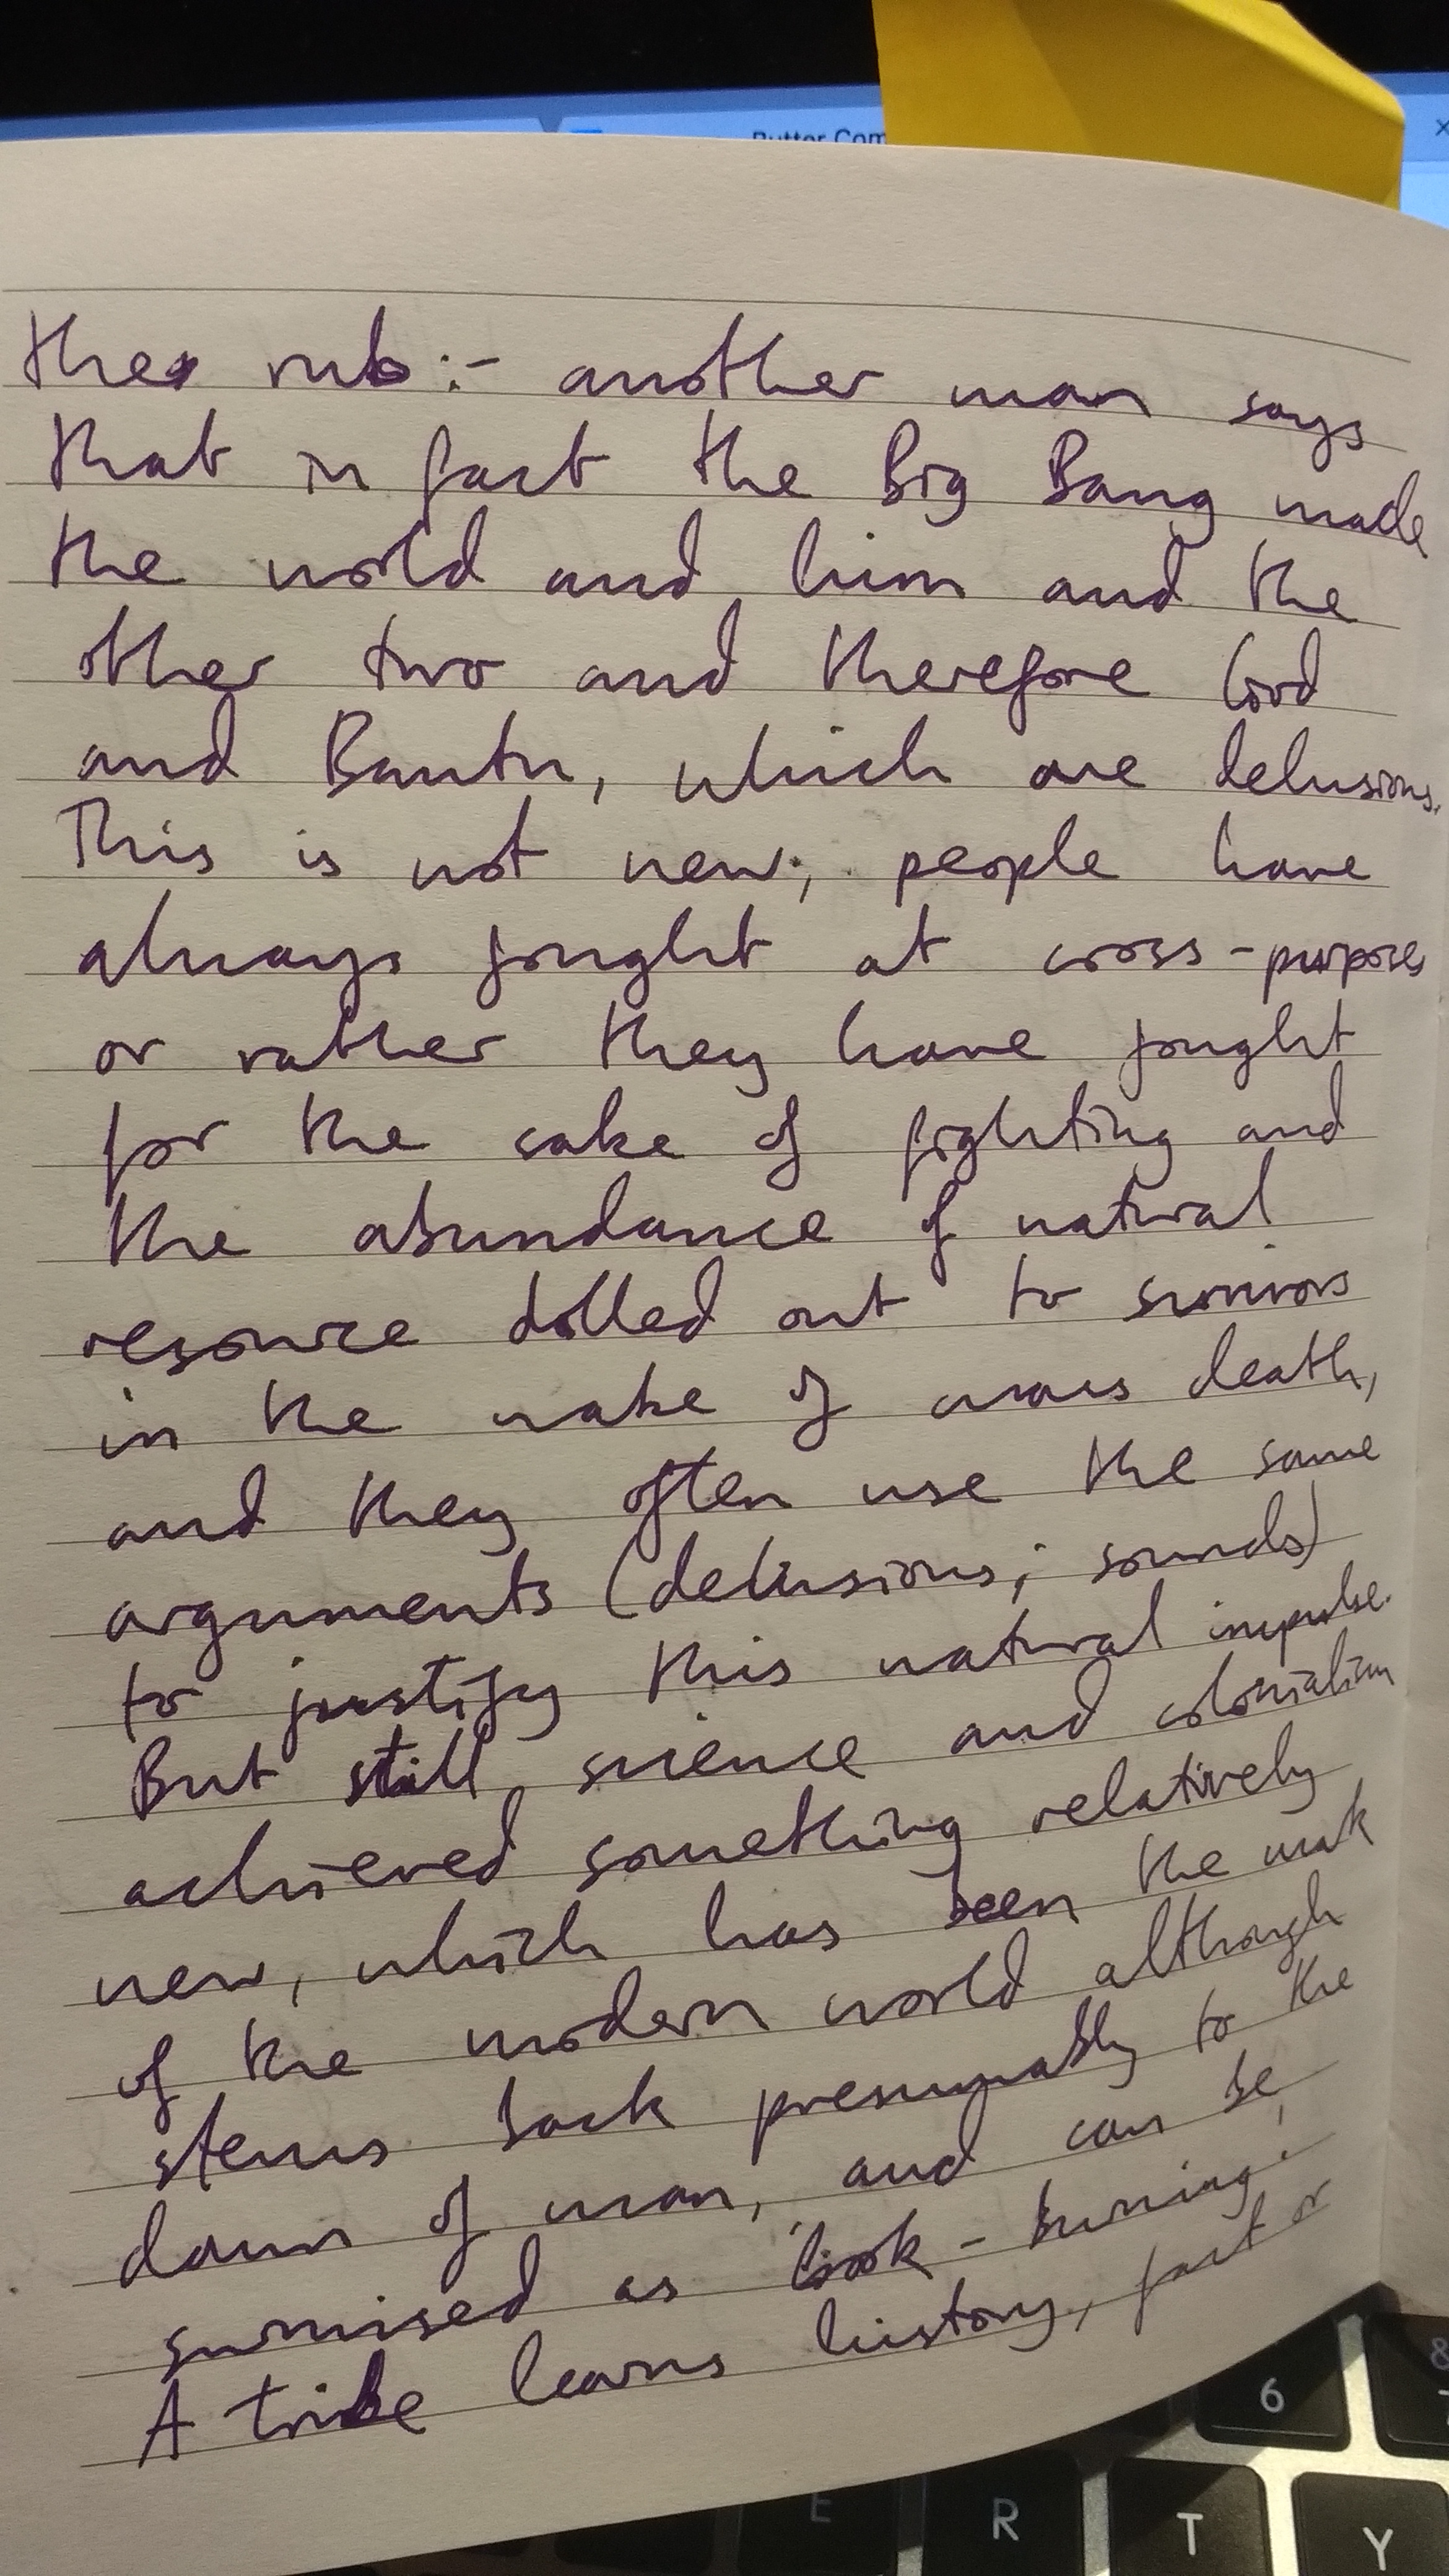 Butter Com
the rub:- another man says
that in fact the Big Bang made
the world and him and the
other two and therefore God
and Bantu, which are delusions.
This is not new; people have
always fought at cross-purposes
or rather they have fought
for the sake of fighting and
the abundance of natural
resource dolled out to survivors
in the wake of mass death,
and they often use the same
arguments (delusions; sounds)
to justify this natural impulse.
But still science and colonialism
achieved something relatively
new, which has been the mark
of the modern world although
stems back presumably to the
dawn of man, and can be
surmised as 'book-burning'.
A tribe learns history, fact or
6
&
7
E
R
T
Y